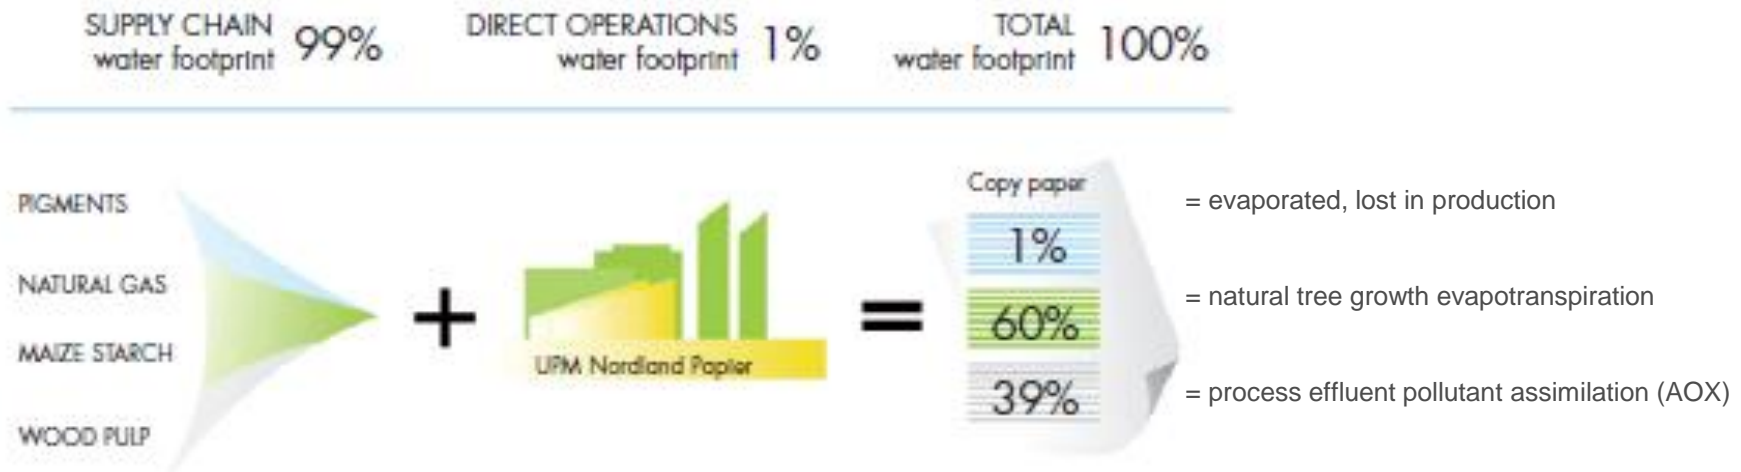 SUPPLY CHAIN
water footprint
99%
DIRECT OPERATIONS
water footprint
1%
TOTAL
water footprint
100%
PIGMENTS
NATURAL GAS
MAIZE STARCH
WOOD PULP
+
UPM Nordland Papier
=
Copy paper
1%
= evaporated, lost in production
60%
= natural tree growth evapotranspiration
39%
= process effluent pollutant assimilation (AOX)